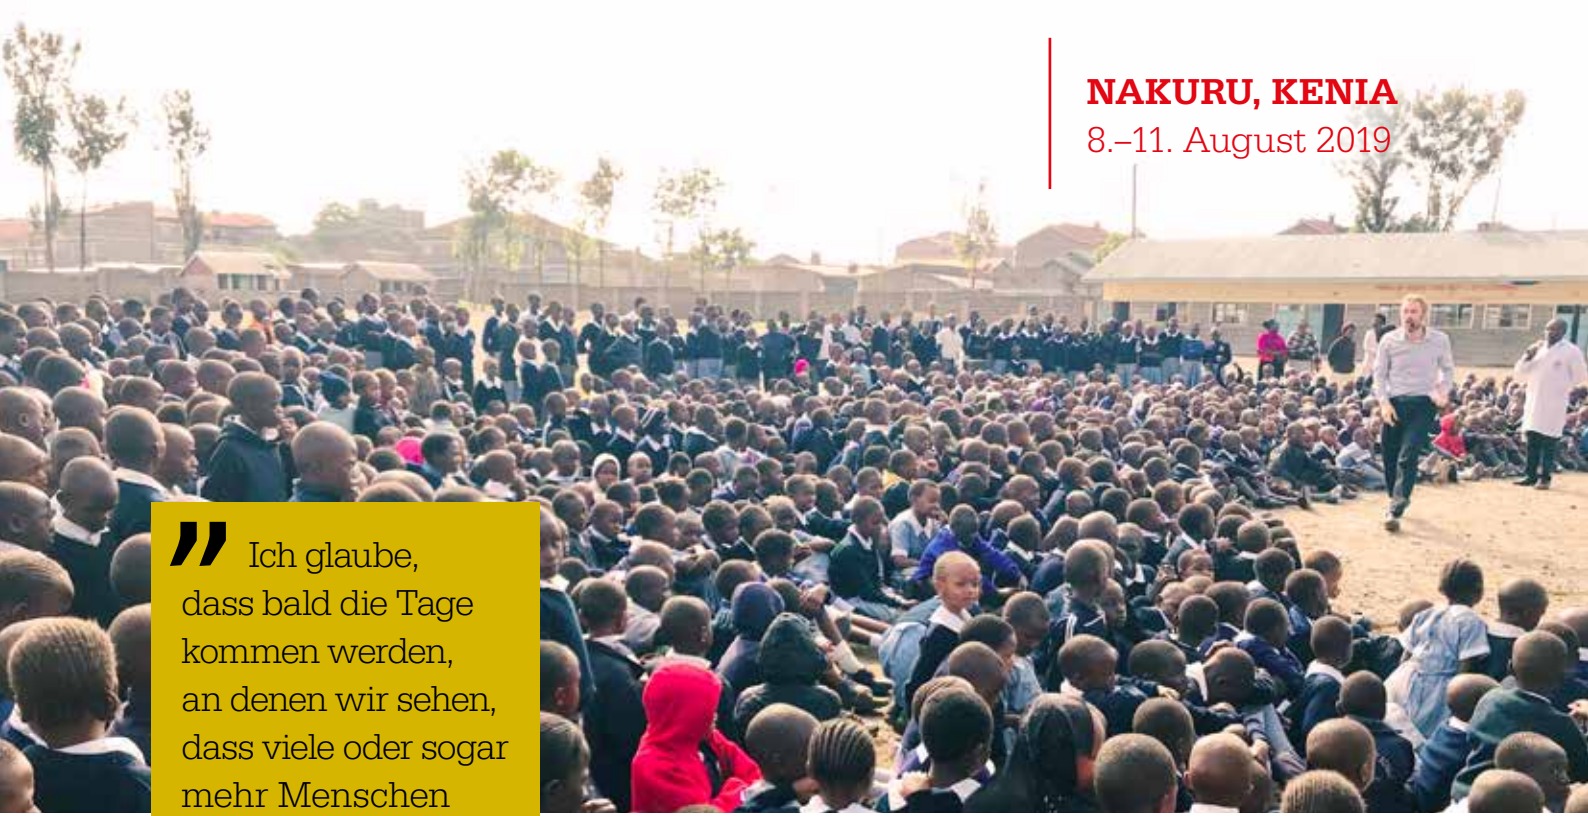 NAKURU, KENIA
8.–11. August 2019
„ Ich glaube,
dass bald die Tage
kommen werden,
an denen wir sehen,
dass viele oder sogar
mehr Menschen